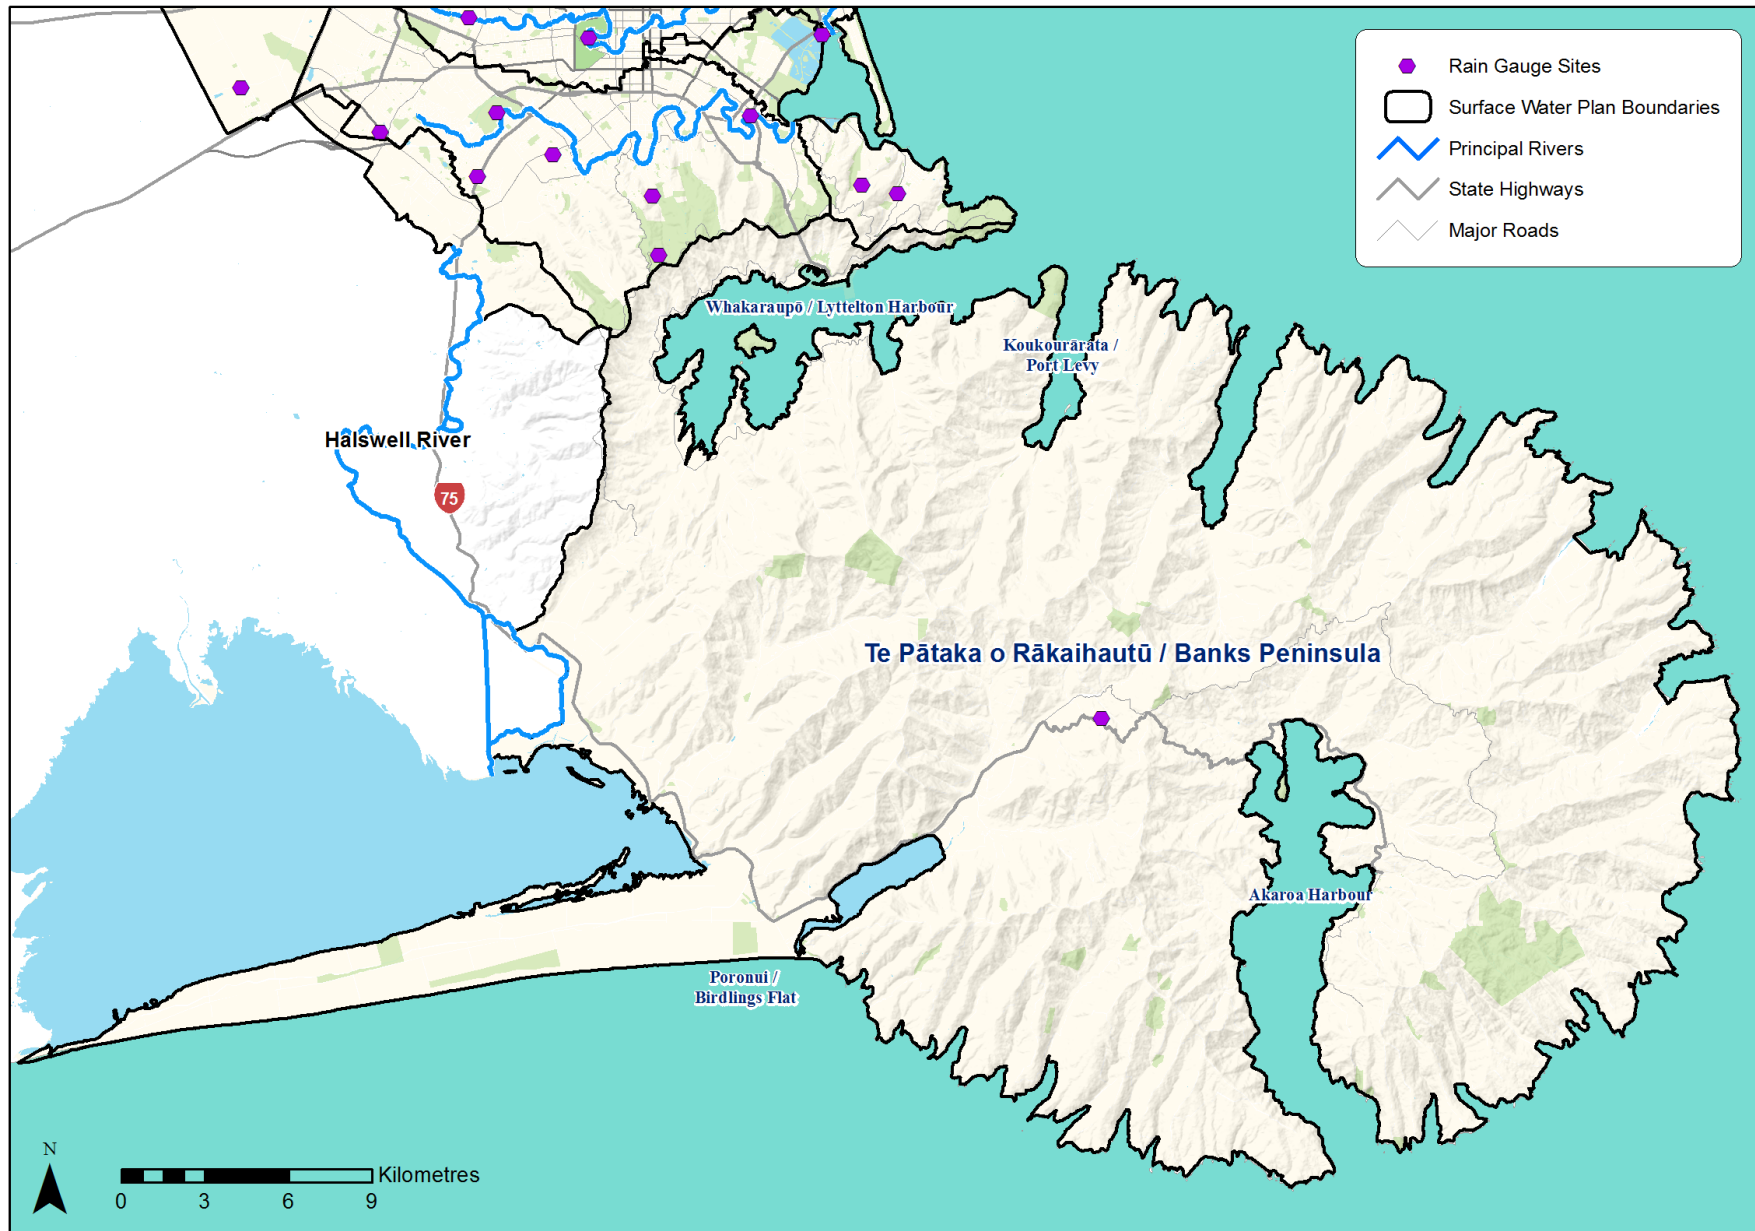 Rain Gauge Sites
Surface Water Plan Boundaries
Principal Rivers
State Highways
Major Roads
Whakaraupō / Lyttelton Harbour
Koukourārata /
Port Levy
Halswell River
75
Te Pātaka o Rākaihautū / Banks Peninsula
Akaroa Harbour
Poronui /
Birdlings Flat
N
Kilometres
0 3 6 9